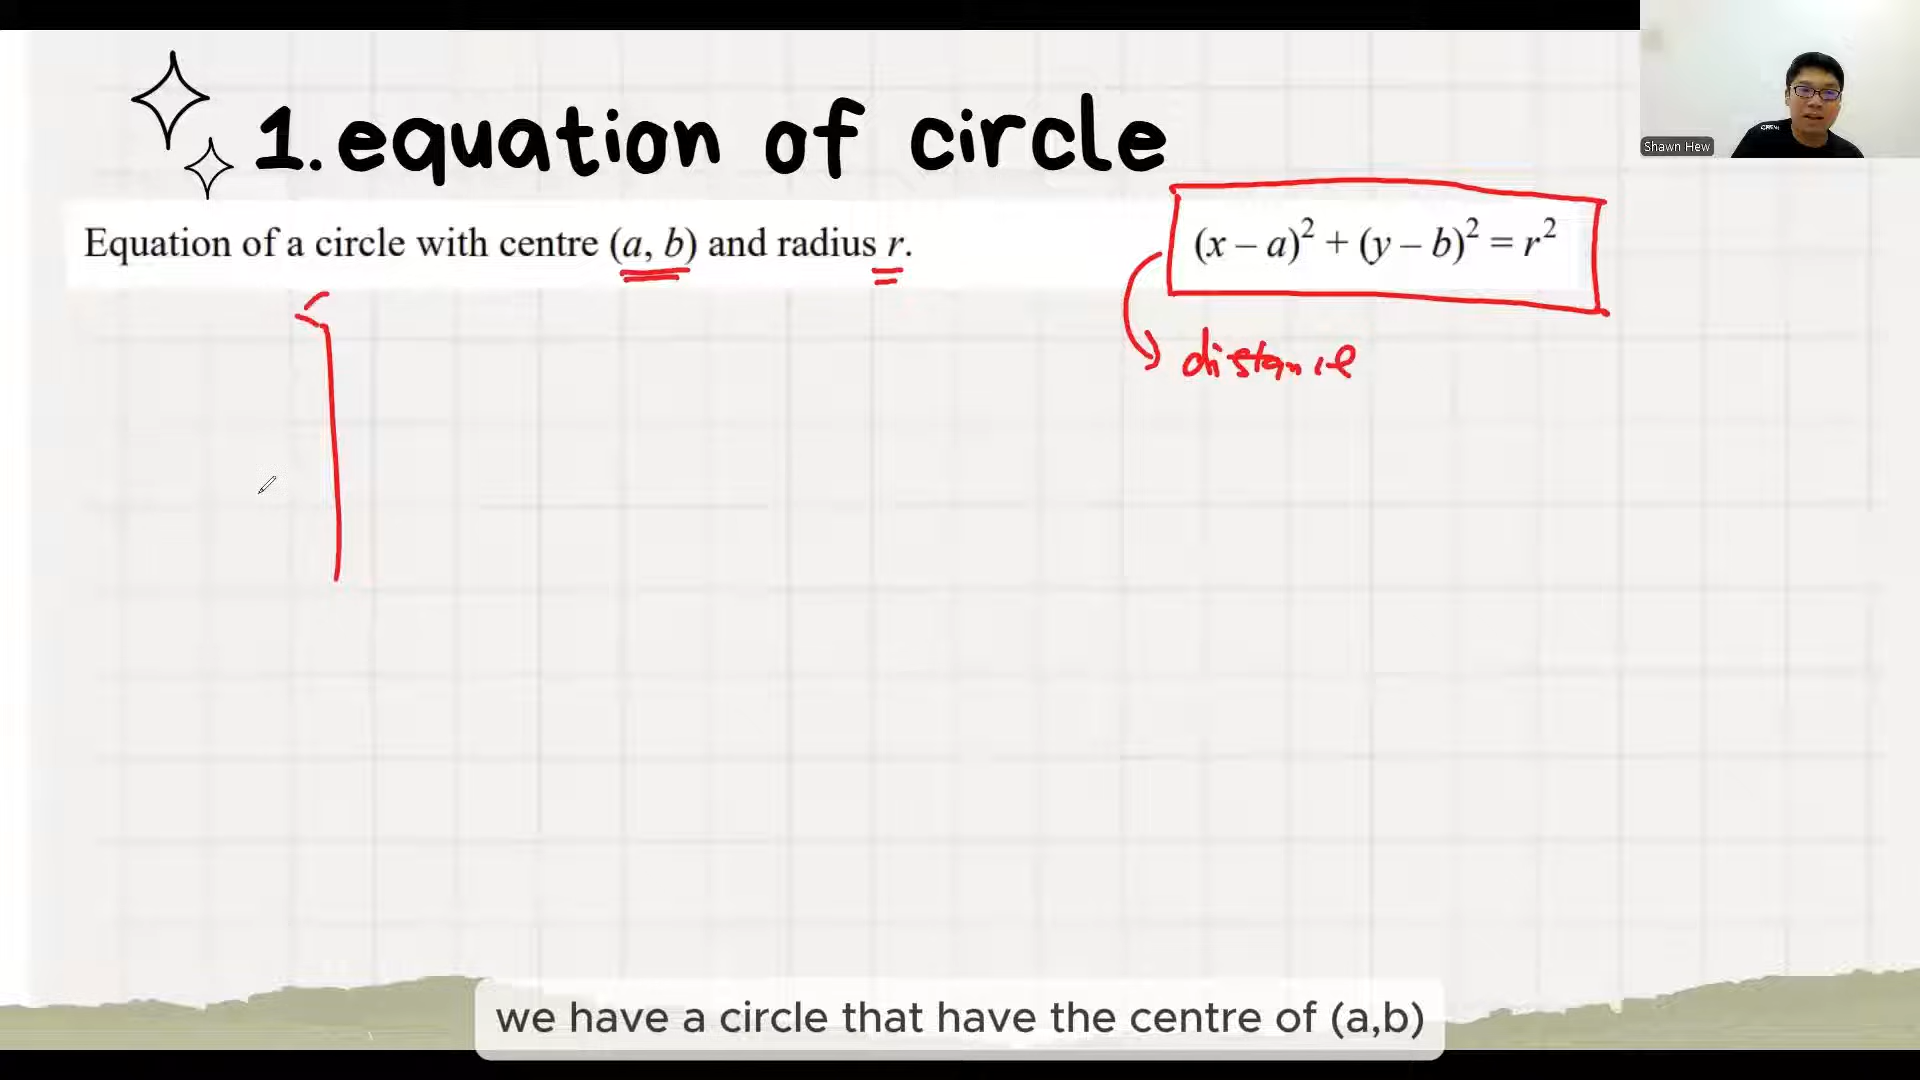 Shawn Hew
1. equation of circle
Equation of a circle with centre (a, b) and radius r.
(x – a)² + (y – b)² = r²
distance
we have a circle that have the centre of (a,b)